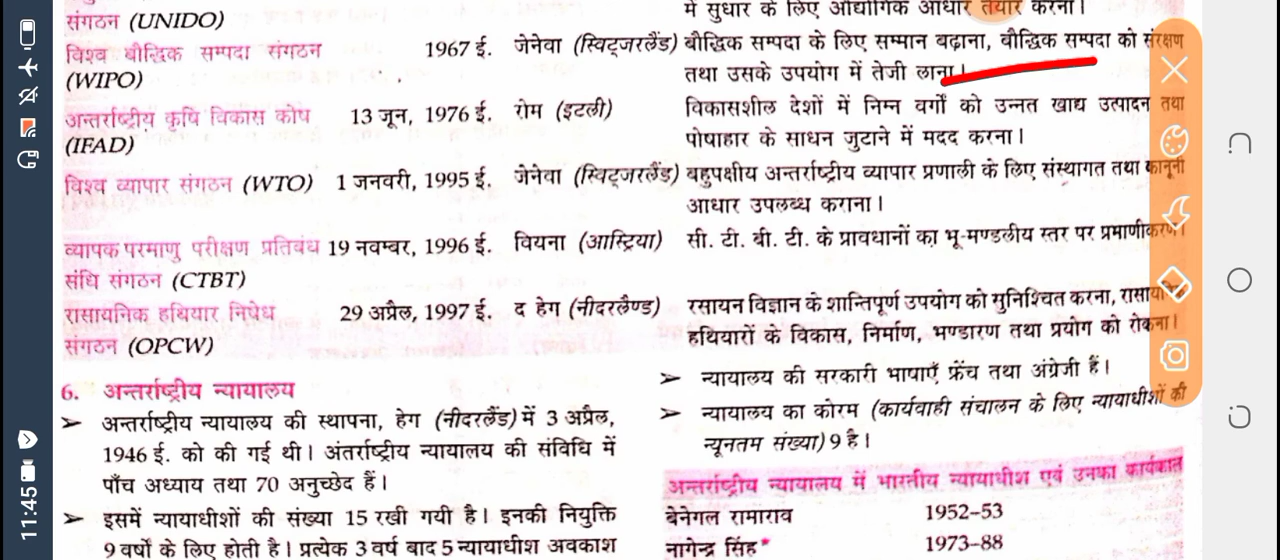 संगठन (UNIDO)
में सुधार के लिए औद्योगिक आधार तैयार करना।
विश्व बौद्धिक सम्पदा संगठन 1967 ई. जेनेवा (स्विट्जरलैंड) बौद्धिक सम्पदा के लिए सम्मान बढ़ाना, बौद्धिक सम्पदा को संरक्षण
(WIPO) तथा उसके उपयोग में तेजी लाना।
अन्तर्राष्ट्रीय कृषि विकास कोष 13 जून, 1976 ई. रोम (इटली) विकासशील देशों में निम्न वर्गों को उन्नत खाद्य उत्पादन तथा
(IFAD) पोषाहार के साधन जुटाने में मदद करना।
विश्व व्यापार संगठन (WTO) 1 जनवरी, 1995 ई. जेनेवा (स्विट्जरलैंड) बहुपक्षीय अन्तर्राष्ट्रीय व्यापार प्रणाली के लिए संस्थागत तथा कानूनी
आधार उपलब्ध कराना।
व्यापक परमाणु परीक्षण प्रतिबंध 19 नवम्बर, 1996 ई. वियना (आस्ट्रिया) सी. टी. बी. टी. के प्रावधानों का भू-मण्डलीय स्तर पर प्रमाणीकरण।
संधि संगठन (CTBT)
रासायनिक हथियार निषेध 29 अप्रैल, 1997 ई. द हेग (नीदरलैण्ड) रसायन विज्ञान के शान्तिपूर्ण उपयोग को सुनिश्चित करना, रासायनिक
संगठन (OPCW) हथियारों के विकास, निर्माण, भण्डारण तथा प्रयोग को रोकना।
6. अन्तर्राष्ट्रीय न्यायालय
➢ अन्तर्राष्ट्रीय न्यायालय की स्थापना, हेग (नीदरलैंड) में 3 अप्रैल,
1946 ई. को की गई थी। अंतर्राष्ट्रीय न्यायालय की संविधि में
पाँच अध्याय तथा 70 अनुच्छेद हैं।
➢ इसमें न्यायाधीशों की संख्या 15 रखी गयी है। इनकी नियुक्ति
9 वर्षों के लिए होती है। प्रत्येक 3 वर्ष बाद 5 न्यायाधीश अवकाश
➢ न्यायालय की सरकारी भाषाएँ फ्रेंच तथा अंग्रेजी हैं।
➢ न्यायालय का कोरम (कार्यवाही संचालन के लिए न्यायाधीशों की
न्यूनतम संख्या) 9 है।
अन्तर्राष्ट्रीय न्यायालय में भारतीय न्यायाधीश एवं उनका कार्यकाल
बेनेगल रामाराव 1952-53
नागेन्द्र सिंह* 1973-88
11:45